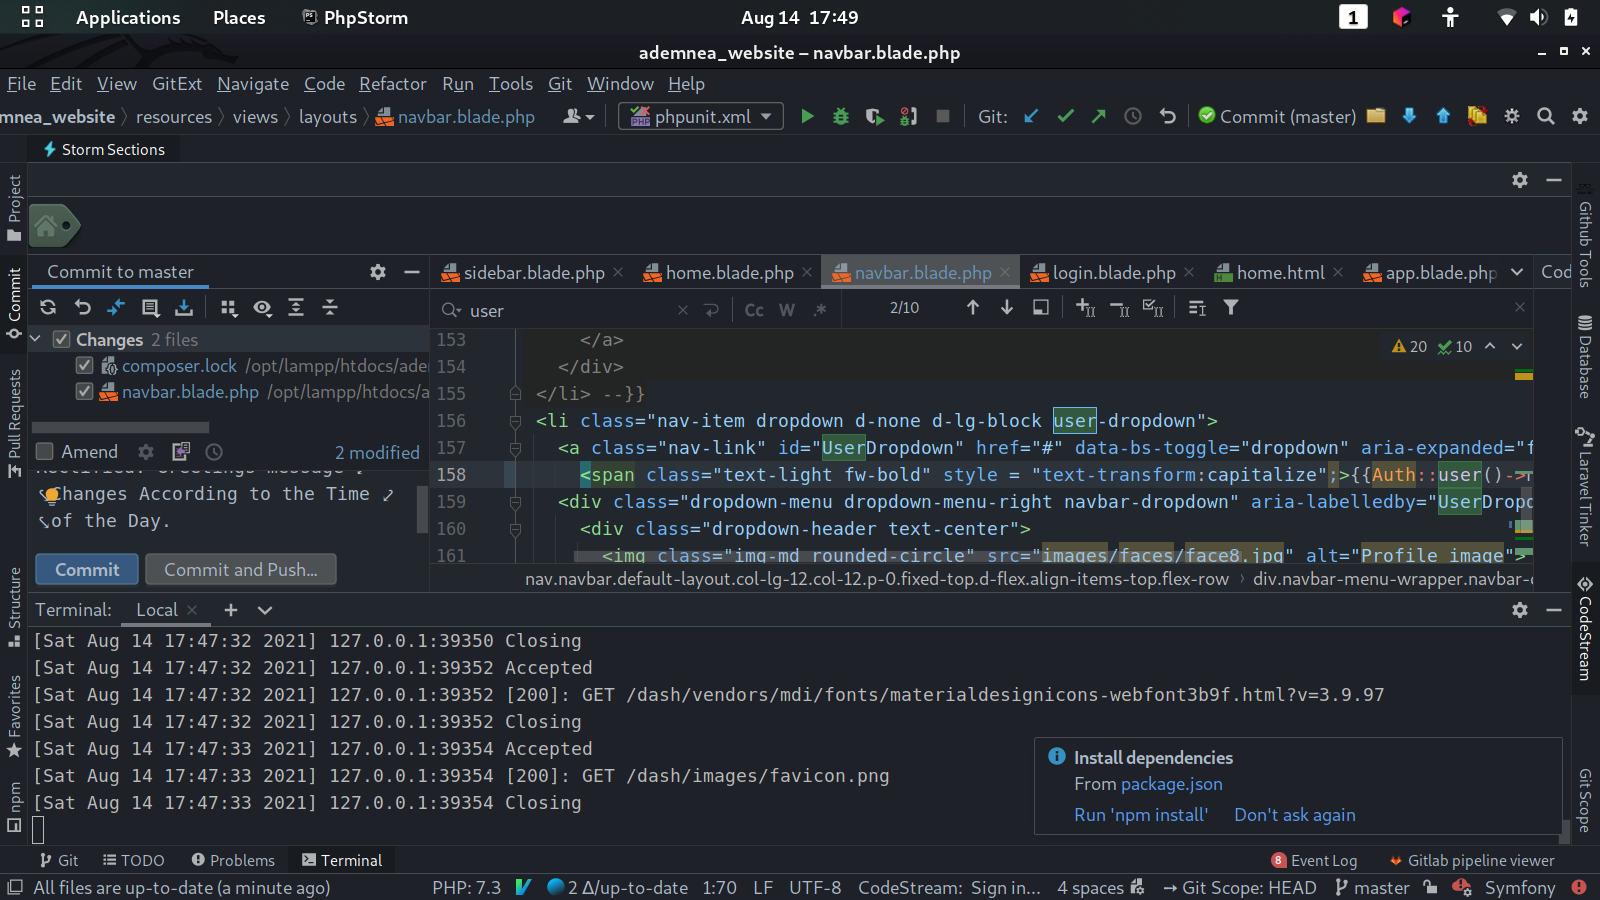 Applications Places PhpStorm Aug 14 17:49 1
ademnea_website – navbar.blade.php
File Edit View GitExt Navigate Code Refactor Run Tools Git Window Help
mnea_website resources views layouts navbar.blade.php phpunit.xml Git: Commit (master)
Storm Sections
Project
Commit
Pull Requests
Structure
Favorites
npm
Commit to master
Changes 2 files
composer.lock /opt/lampp/htdocs/ade
navbar.blade.php /opt/lampp/htdocs/a
Amend 2 modified
Changes According to the Time
of the Day.
Commit Commit and Push...
sidebar.blade.php home.blade.php navbar.blade.php login.blade.php home.html app.blade.php Cod
user Cc W .* 2/10
20 10
153 </a>
154 </div>
155 </li> --}}
156 <li class="nav-item dropdown d-none d-lg-block user-dropdown">
157 <a class="nav-link" id="UserDropdown" href="#" data-bs-toggle="dropdown" aria-expanded="f
158 <span class="text-light fw-bold" style = "text-transform:capitalize";>{{Auth::user()->
159 <div class="dropdown-menu dropdown-menu-right navbar-dropdown" aria-labelledby="UserDropd
160 <div class="dropdown-header text-center">
161 <img class="img-md rounded-circle" src="images/faces/face8.jpg" alt="Profile image">
nav.navbar.default-layout.col-lg-12.col-12.p-0.fixed-top.d-flex.align-items-top.flex-row div.navbar-menu-wrapper.navbar-
Github Tools
Database
Laravel Tinker
CodeStream
Git Scope
Terminal: Local
[Sat Aug 14 17:47:32 2021] 127.0.0.1:39350 Closing
[Sat Aug 14 17:47:32 2021] 127.0.0.1:39352 Accepted
[Sat Aug 14 17:47:32 2021] 127.0.0.1:39352 [200]: GET /dash/vendors/mdi/fonts/materialdesignicons-webfont3b9f.html?v=3.9.97
[Sat Aug 14 17:47:32 2021] 127.0.0.1:39352 Closing
[Sat Aug 14 17:47:33 2021] 127.0.0.1:39354 Accepted
[Sat Aug 14 17:47:33 2021] 127.0.0.1:39354 [200]: GET /dash/images/favicon.png
[Sat Aug 14 17:47:33 2021] 127.0.0.1:39354 Closing
Install dependencies
From package.json
Run 'npm install' Don't ask again
Git TODO Problems Terminal 8 Event Log Gitlab pipeline viewer
All files are up-to-date (a minute ago) PHP: 7.3 2 Δ/up-to-date 1:70 LF UTF-8 CodeStream: Sign in... 4 spaces Git Scope: HEAD master Symfony